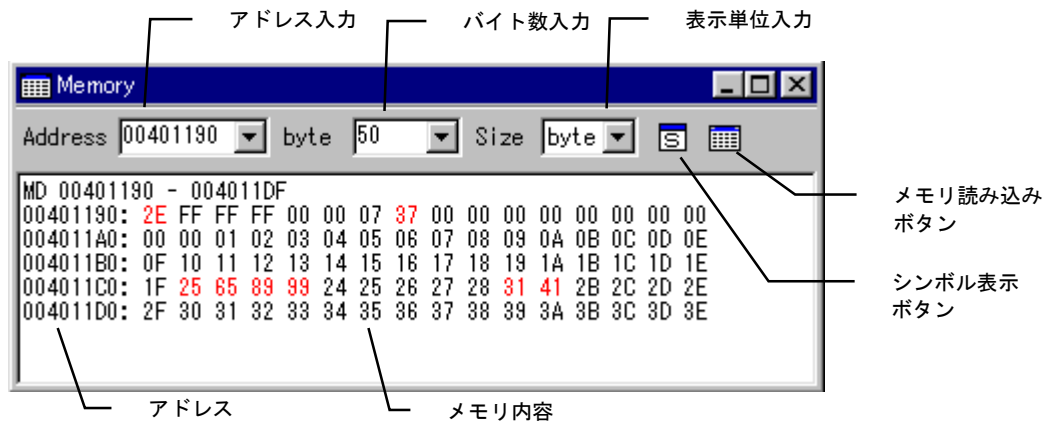 アドレス入力 バイト数入力 表示単位入力
Memory
Address 00401190 byte 50 Size byte S
MD 00401190 - 004011DF
00401190: 2E FF FF FF 00 00 07 37 00 00 00 00 00 00 00 00
004011A0: 00 00 01 02 03 04 05 06 07 08 09 0A 0B 0C 0D 0E
004011B0: 0F 10 11 12 13 14 15 16 17 18 19 1A 1B 1C 1D 1E
004011C0: 1F 25 65 89 99 24 25 26 27 28 31 41 2B 2C 2D 2E
004011D0: 2F 30 31 32 33 34 35 36 37 38 39 3A 3B 3C 3D 3E
メモリ読み込み
ボタン
シンボル表示
ボタン
アドレス メモリ内容